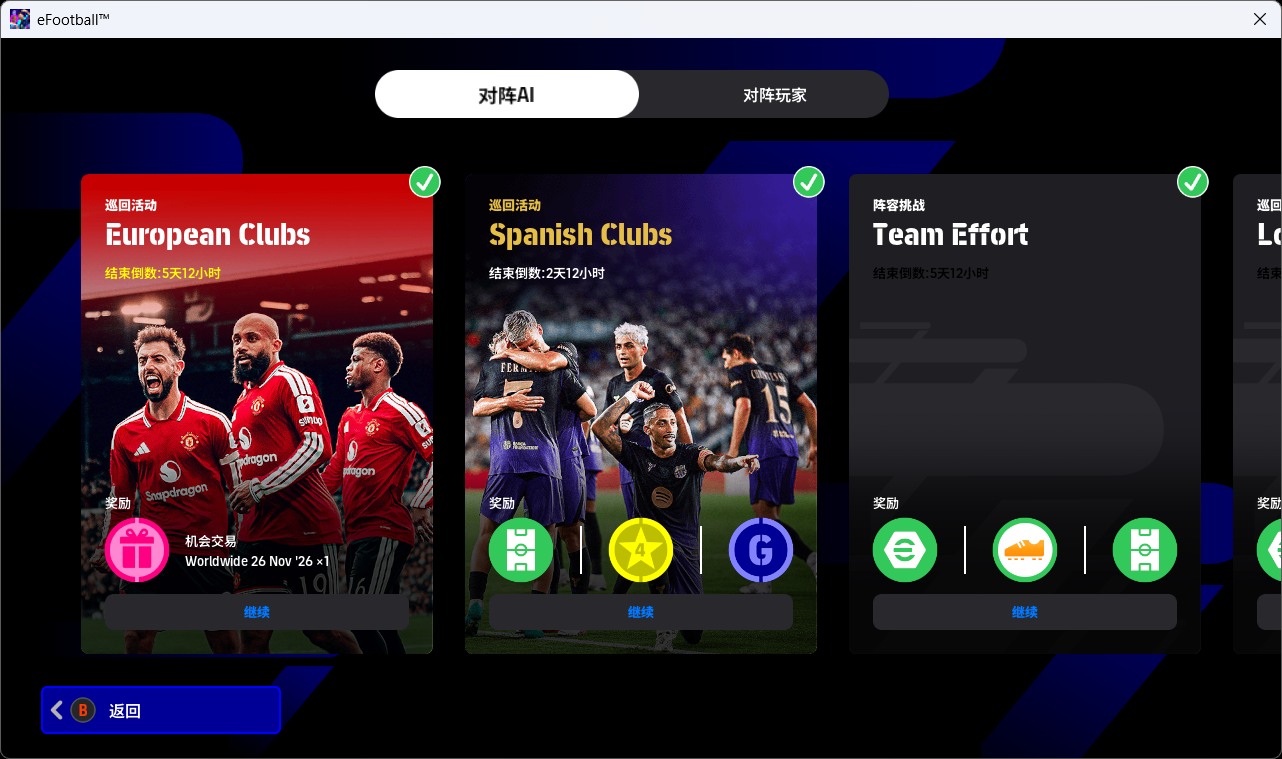 eFootball™
对阵AI
对阵玩家
巡回活动
European Clubs
结束倒数:5天12小时
Snapdragon
奖励
机会交易
Worldwide 26 Nov '26 ×1
继续
巡回活动
Spanish Clubs
结束倒数:2天12小时
15
奖励
4
G
继续
阵容挑战
Team Effort
结束倒数:5天12小时
奖励
继续
B
返回